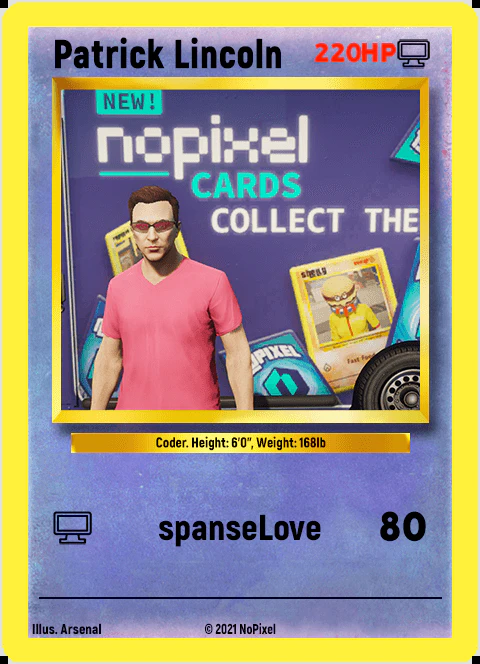 Patrick Lincoln 220HP
NEW!
nopixel
CARDS
COLLECT THE
OPIXEL
Coder. Height: 6'0", Weight: 168lb
spanseLove 80
Illus. Arsenal © 2021 NoPixel